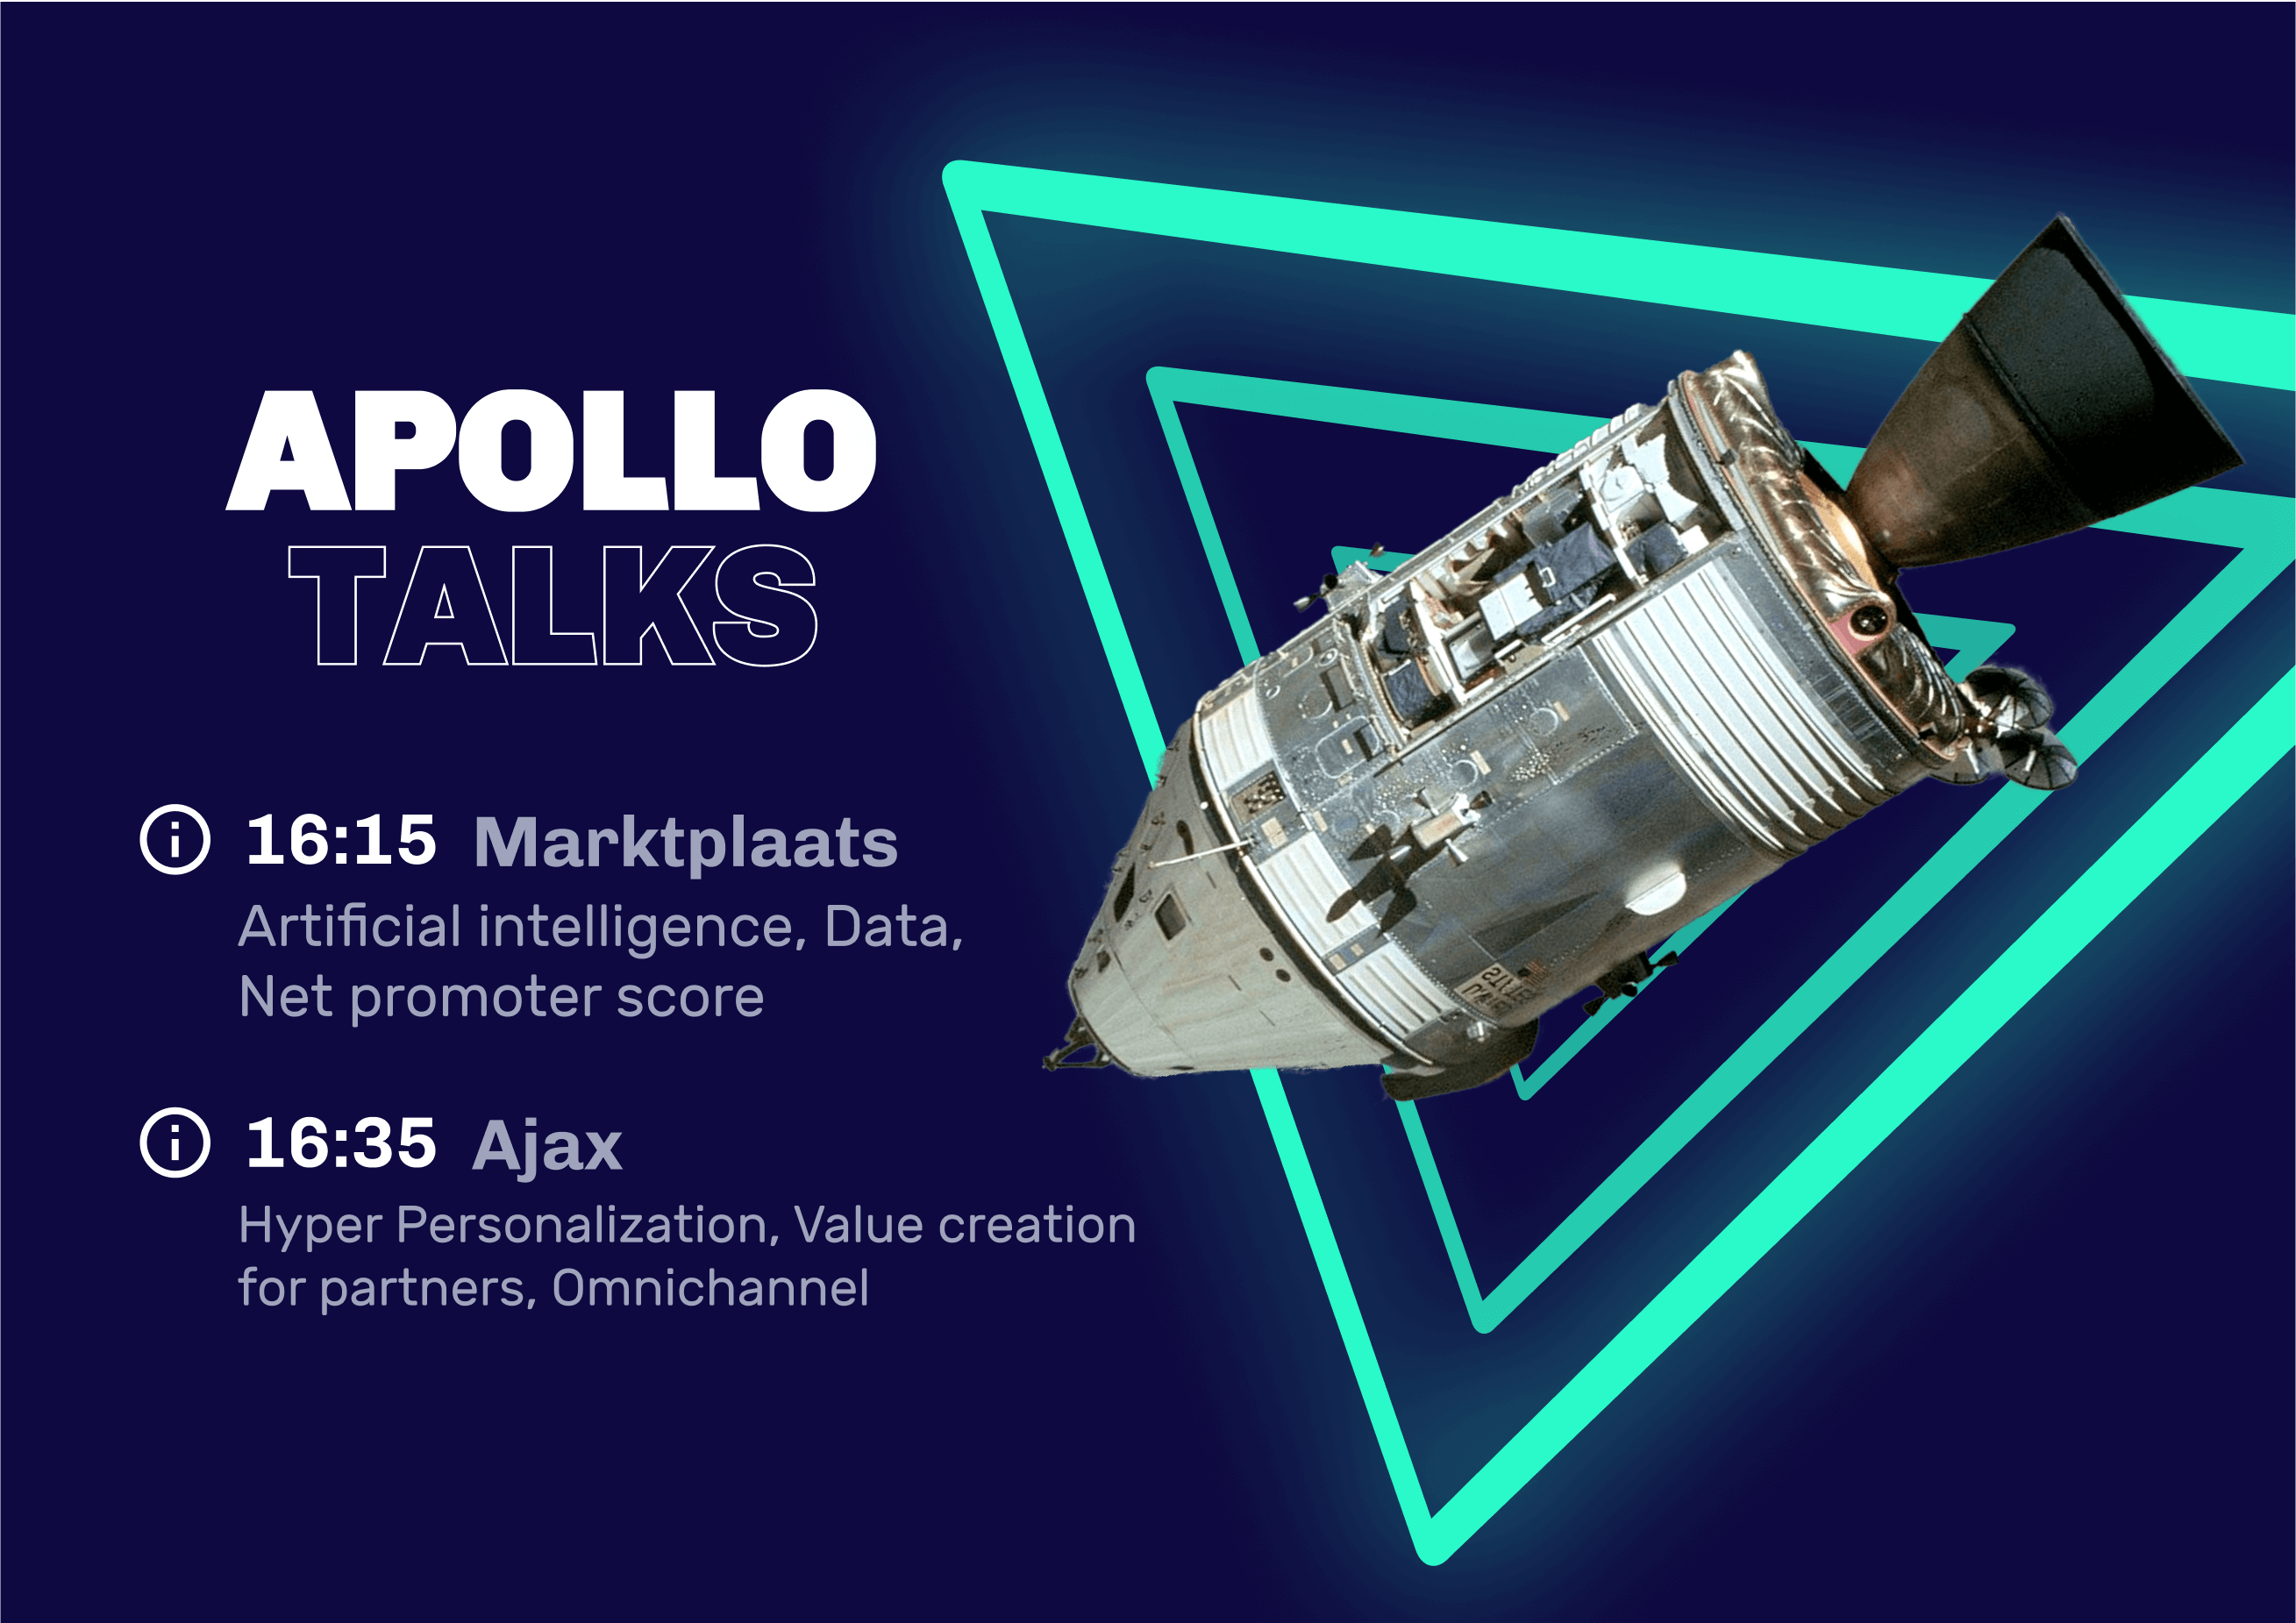 APOLLO
TALKS
16:15 Marktplaats
Artificial intelligence, Data,
Net promoter score
16:35 Ajax
Hyper Personalization, Value creation
for partners, Omnichannel